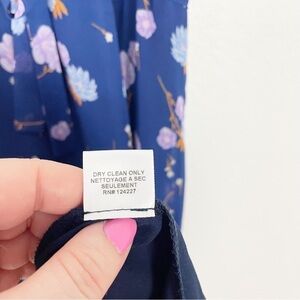 DRY CLEAN ONLY
NETTOYAGE A SEC
SEULEMENT
RN# 124227